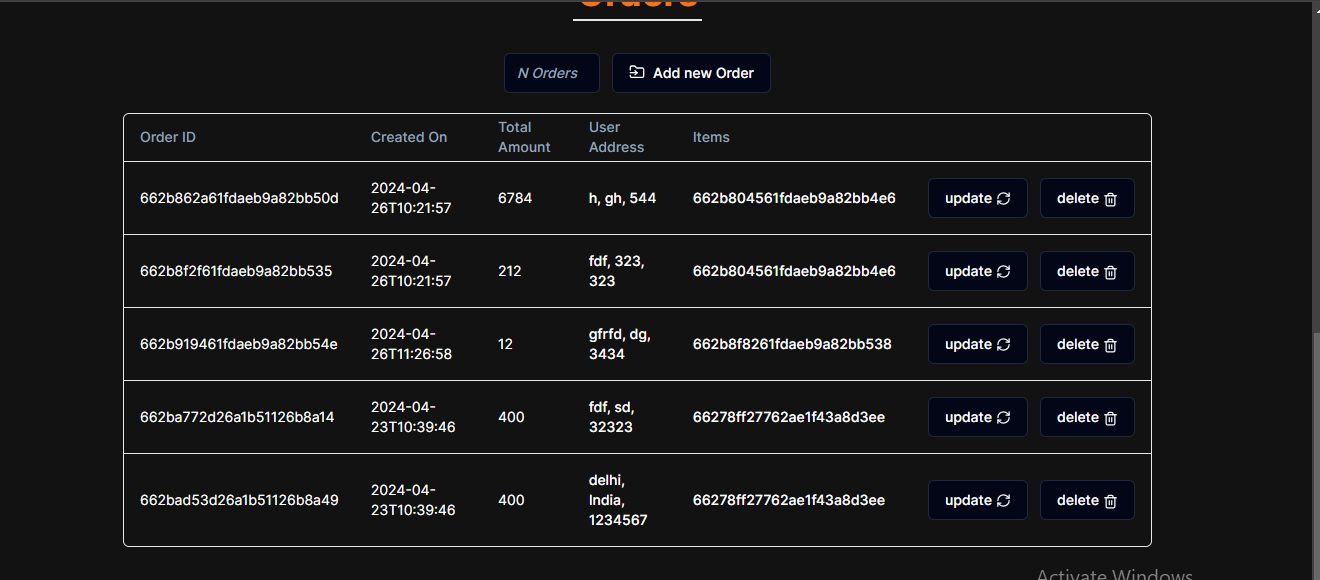 Orders
N Orders
Add new Order
Order ID Created On Total Amount User Address Items
662b862a61fdaeb9a82bb50d 2024-04-26T10:21:57 6784 h, gh, 544 662b804561fdaeb9a82bb4e6 update delete
662b8f2f61fdaeb9a82bb535 2024-04-26T10:21:57 212 fdf, 323, 323 662b804561fdaeb9a82bb4e6 update delete
662b919461fdaeb9a82bb54e 2024-04-26T11:26:58 12 gfrfd, dg, 3434 662b8f8261fdaeb9a82bb538 update delete
662ba772d26a1b51126b8a14 2024-04-23T10:39:46 400 fdf, sd, 32323 66278ff27762ae1f43a8d3ee update delete
662bad53d26a1b51126b8a49 2024-04-23T10:39:46 400 delhi, India, 1234567 66278ff27762ae1f43a8d3ee update delete
Activate Windows